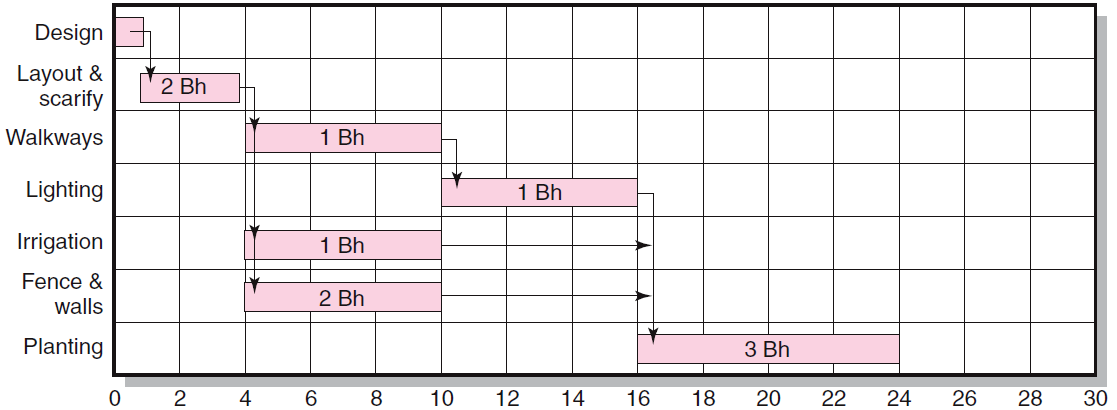 Design
Layout &
scarify
2 Bh
Walkways
1 Bh
Lighting
1 Bh
Irrigation
1 Bh
Fence &
walls
2 Bh
Planting
3 Bh
0 2 4 6 8 10 12 14 16 18 20 22 24 26 28 30